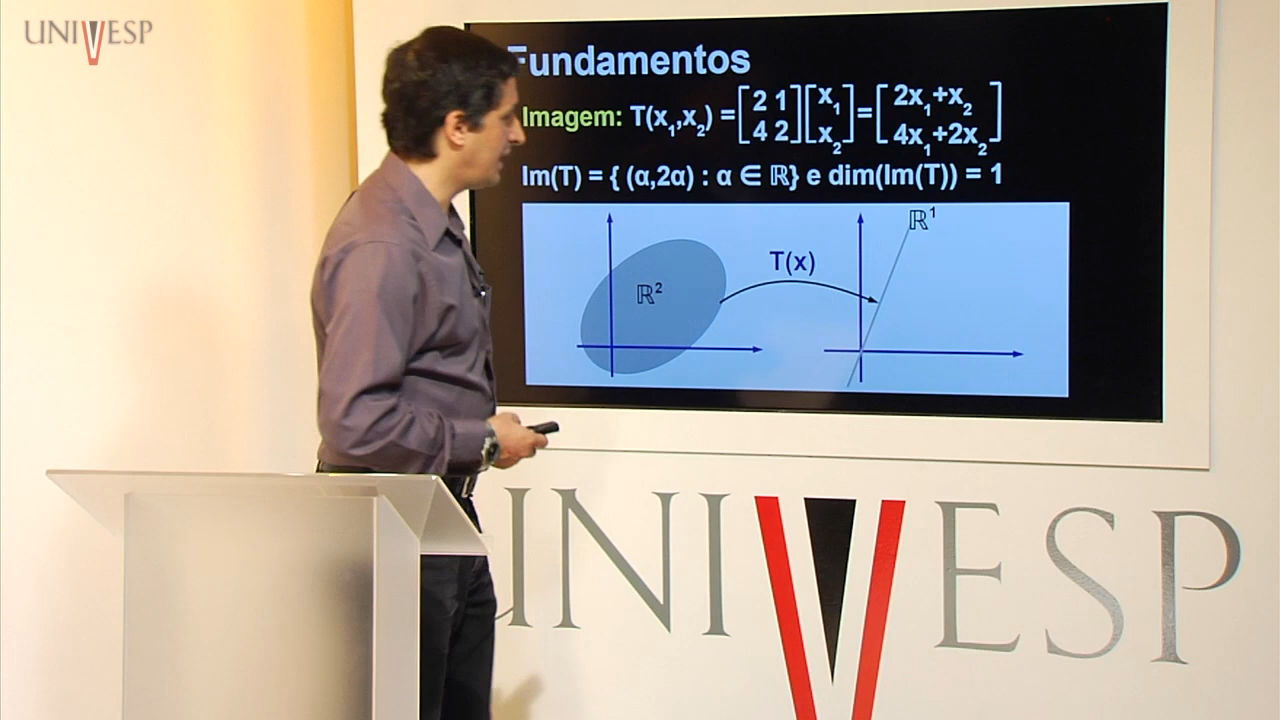 UNIVESP
Fundamentos
Imagem: T(x₁,x₂) = [2 1; 4 2] [x₁; x₂] = [2x₁+x₂; 4x₁+2x₂]
Im(T) = { (α,2α) : α ∈ ℝ} e dim(Im(T)) = 1
ℝ² T(x) ℝ¹
UNIVESP